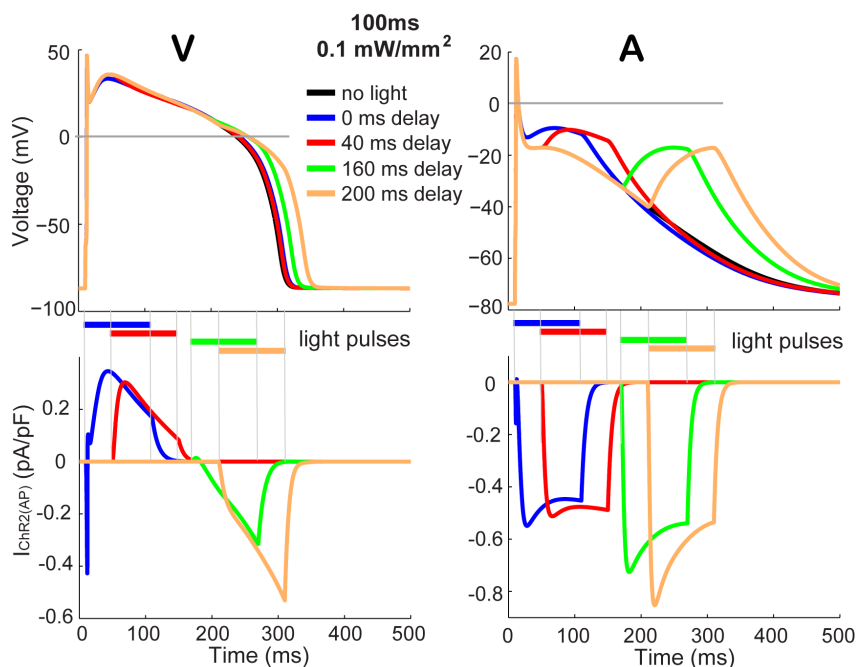 V
100ms
0.1 mW/mm²
A
no light
0 ms delay
40 ms delay
160 ms delay
200 ms delay
Voltage (mV)
50
0
−50
−100
20
0
−20
−40
−60
−80
light pulses
light pulses
I_ChR2(AP) (pA/pF)
0.2
0
-0.2
-0.4
-0.6
0
-0.2
-0.4
-0.6
-0.8
0 100 200 300 400 500
0 100 200 300 400 500
Time (ms)
Time (ms)